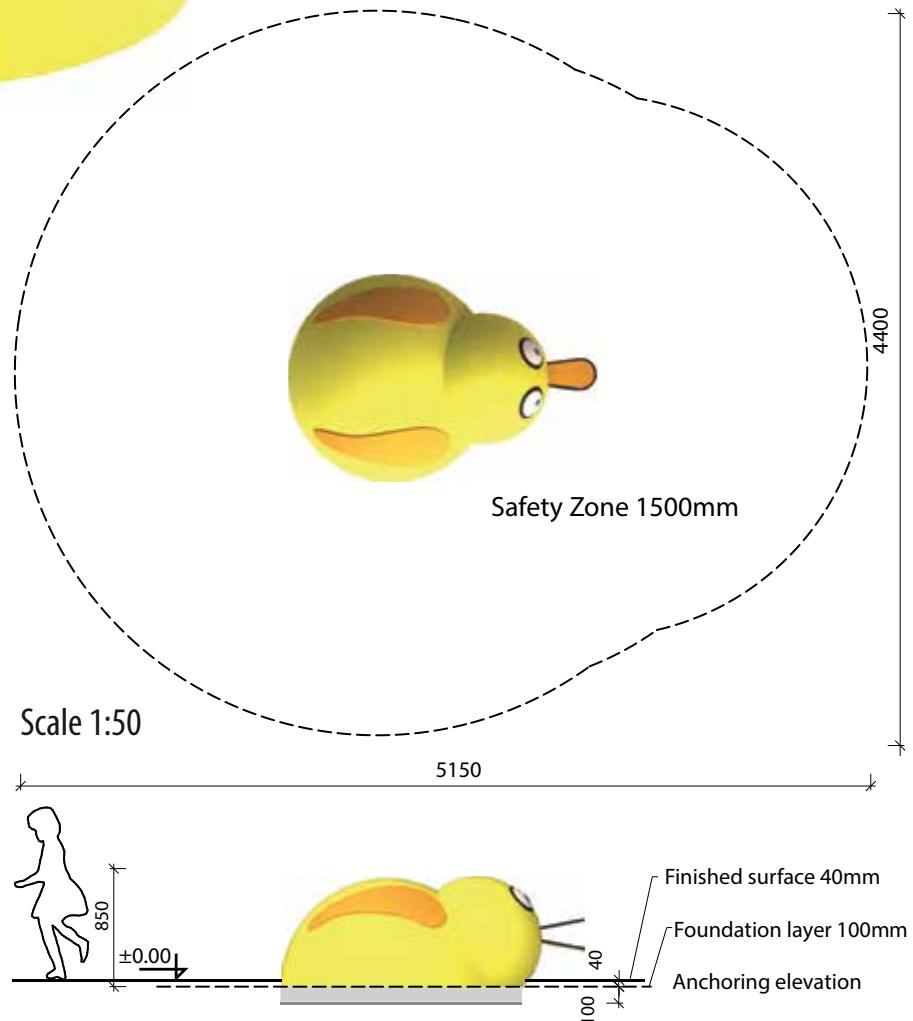 4400
Safety Zone 1500mm
Scale 1:50
5150
Finished surface 40mm
850
Foundation layer 100mm
±0.00
40
Anchoring elevation
100